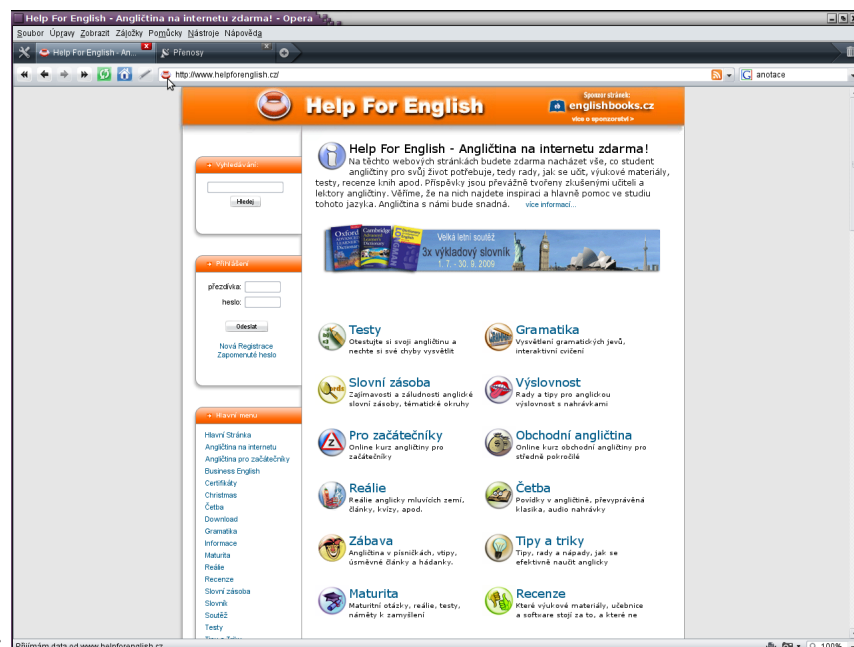 Help For English - Angličtina na internetu zdarma! - Opera
Soubor Úpravy Zobrazit Záložky Pomůcky Nástroje Nápověda
Help For English - An... Přenosy
http://www.helpforenglish.cz/ anotace
Help For English
Sponzor stránek:
englishbooks.cz
více o sponzorství >
Vyhledávání
Hledej
Přihlášení
přezdívka:
heslo:
Odeslat
Nová Registrace
Zapomenuté heslo
Hlavní menu
Hlavní Stránka
Angličtina na internetu
Angličtina pro začátečníky
Business English
Certifikáty
Christmas
Četba
Download
Gramatika
Informace
Maturita
Reálie
Recenze
Slovní zásoba
Slovník
Soutěž
Testy
Help For English - Angličtina na internetu zdarma!
Na těchto webových stránkách budete zdarma nacházet vše, co student
angličtiny pro svůj život potřebuje, tedy rady, jak se učit, výukové materiály,
testy, recenze knih apod. Příspěvky jsou převážně tvořeny zkušenými učiteli a
lektory angličtiny. Věříme, že na nich najdete inspiraci a hlavně pomoc ve studiu
tohoto jazyka. Angličtina s námi bude snadná. více informací...
Oxford Cambridge
Velká letní soutěž
3x výkladový slovník
1. 7. - 30. 9. 2009
Testy
Otestujte si svoji angličtinu a
nechte si své chyby vysvětlit
Gramatika
Vysvětlení gramatických jevů,
interaktivní cvičení
Slovní zásoba
Zajímavosti a záludnosti anglické
slovní zásoby, tématické okruhy
Výslovnost
Rady a tipy pro anglickou
výslovnost s nahrávkami
Pro začátečníky
Online kurz angličtiny pro
začátečníky
Obchodní angličtina
Online kurz obchodní angličtiny pro
středně pokročilé
Reálie
Reálie anglicky mluvících zemí,
články, kvízy, apod.
Četba
Povídky v angličtině, převyprávěná
klasika, audio nahrávky
Zábava
Angličtina v písničkách, vtipy,
úsměvné články a hádanky.
Tipy a triky
Tipy, rady a nápady, jak se
efektivně naučit anglicky
Maturita
Maturitní otázky, reálie, testy,
náměty k zamyšlení
Recenze
Které výukové materiály, učebnice
a software stojí za to, a které ne
Přijímám data od www.helpforenglish.cz
100%